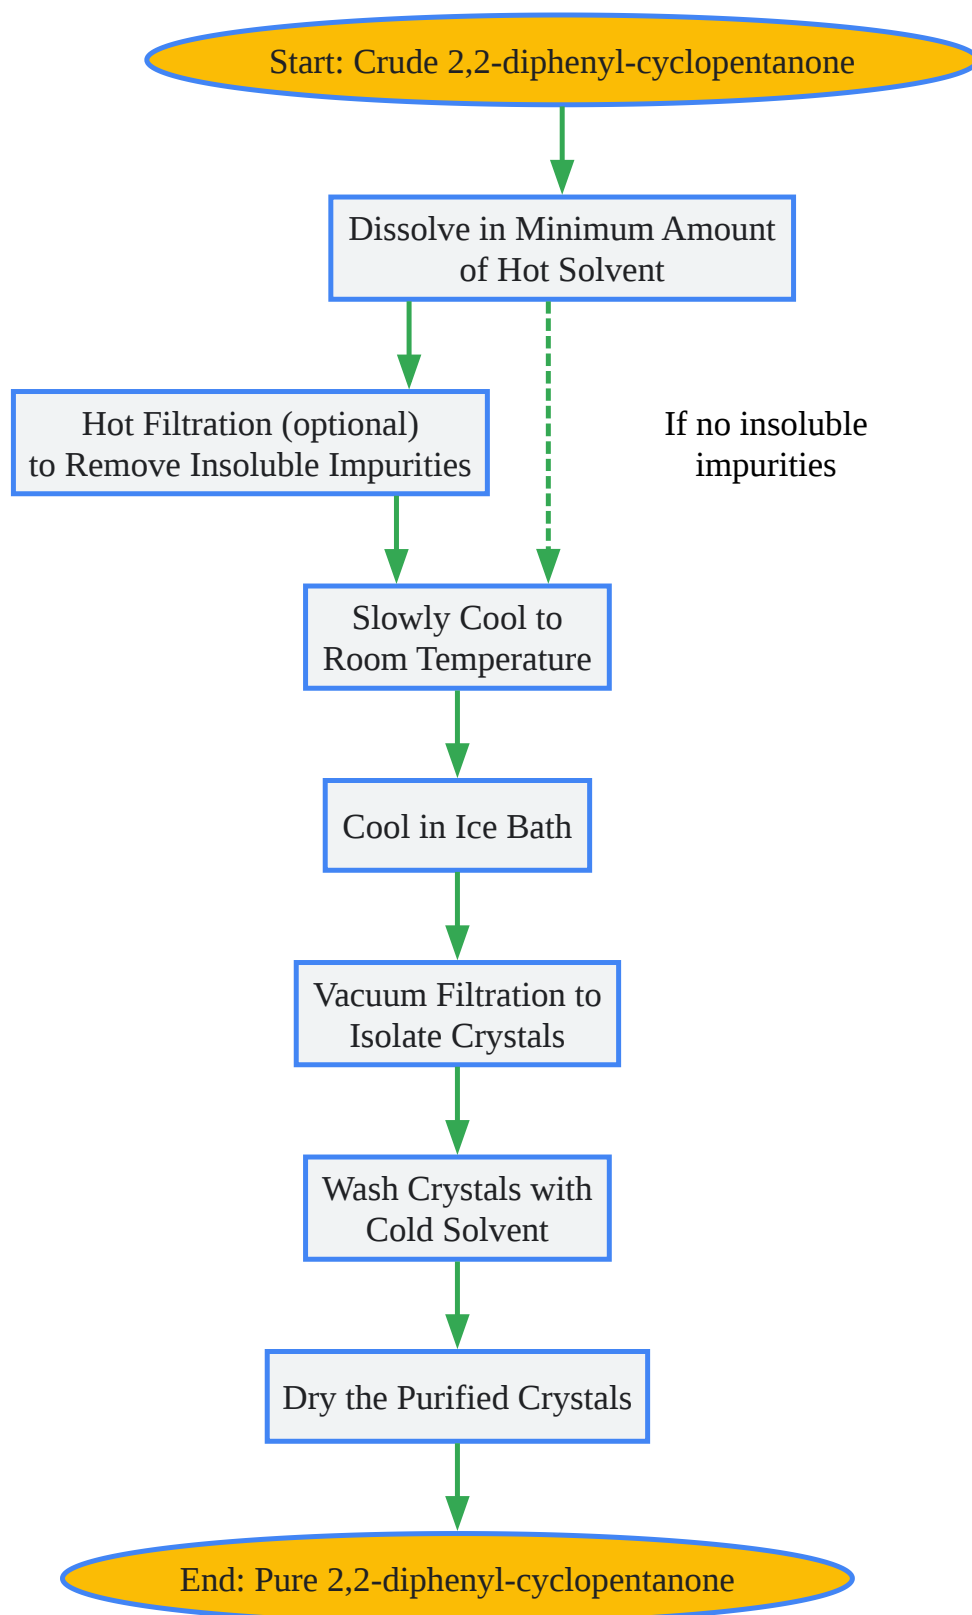 Start: Crude 2,2-diphenyl-cyclopentanone
Dissolve in Minimum Amount
of Hot Solvent
Hot Filtration (optional)
to Remove Insoluble Impurities
If no insoluble
impurities
Slowly Cool to
Room Temperature
Cool in Ice Bath
Vacuum Filtration to
Isolate Crystals
Wash Crystals with
Cold Solvent
Dry the Purified Crystals
End: Pure 2,2-diphenyl-cyclopentanone